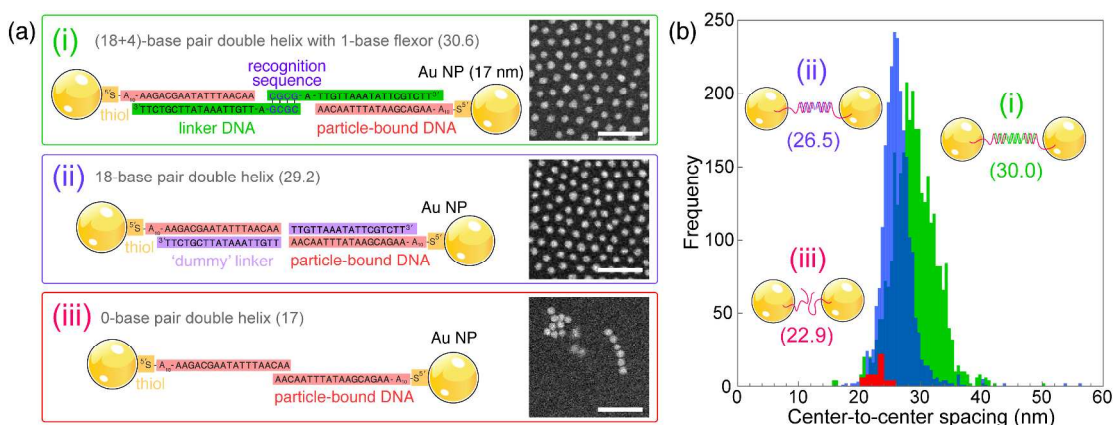 (a)
(i)
(18+4)-base pair double helix with 1-base flexor (30.6)
recognition
sequence
Au NP (17 nm)
5'S-A10-AAGACGAATATTTAACAA CGCG-A-TTGTTAAATATTCGTCTT3'
3'TTCTGCTTATAAATTGTT-A-GCGC AACAATTTATAAGCAGAA-A10-S5'
thiol
linker DNA
particle-bound DNA
(ii)
18-base pair double helix (29.2)
Au NP
5'S-A10-AAGACGAATATTTAACAA TTGTTAAATATTCGTCTT3'
3'TTCTGCTTATAAATTGTT AACAATTTATAAGCAGAA-A10-S5'
thiol
'dummy' linker
particle-bound DNA
(iii)
0-base pair double helix (17)
Au NP
5'S-A10-AAGACGAATATTTAACAA
AACAATTTATAAGCAGAA-A10-S5'
thiol
particle-bound DNA
(b)
250
200
150
100
50
0
Frequency
(ii)
(26.5)
(i)
(30.0)
(iii)
(22.9)
0 10 20 30 40 50 60
Center-to-center spacing (nm)